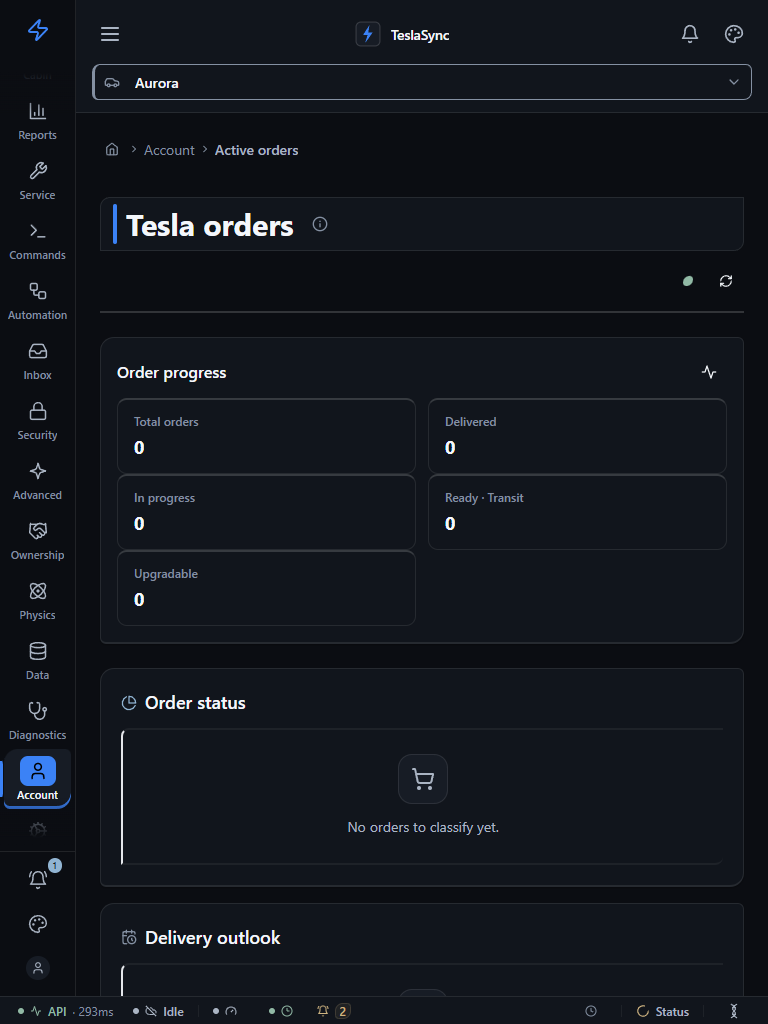 TeslaSync
Aurora
Account
Active orders
Reports
Service
Commands
Automation
Inbox
Security
Advanced
Ownership
Physics
Data
Diagnostics
Account
1
Tesla orders
Order progress
Total orders
0
Delivered
0
In progress
0
Ready · Transit
0
Upgradable
0
Order status
No orders to classify yet.
Delivery outlook
API · 293ms
Idle
2
Status